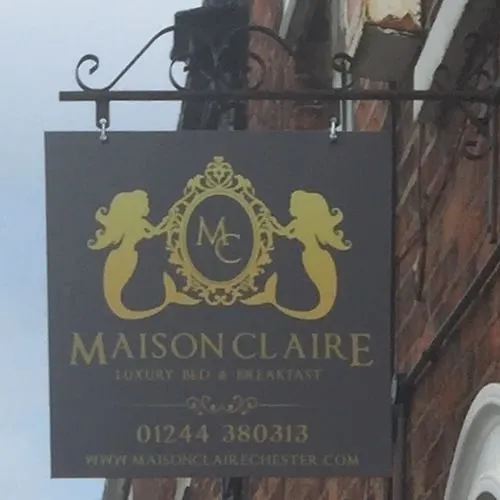 MC
MAISON CLAIRE
LUXURY BED & BREAKFAST
01244 380313
WWW.MAISONCLAIRECHESTER.COM